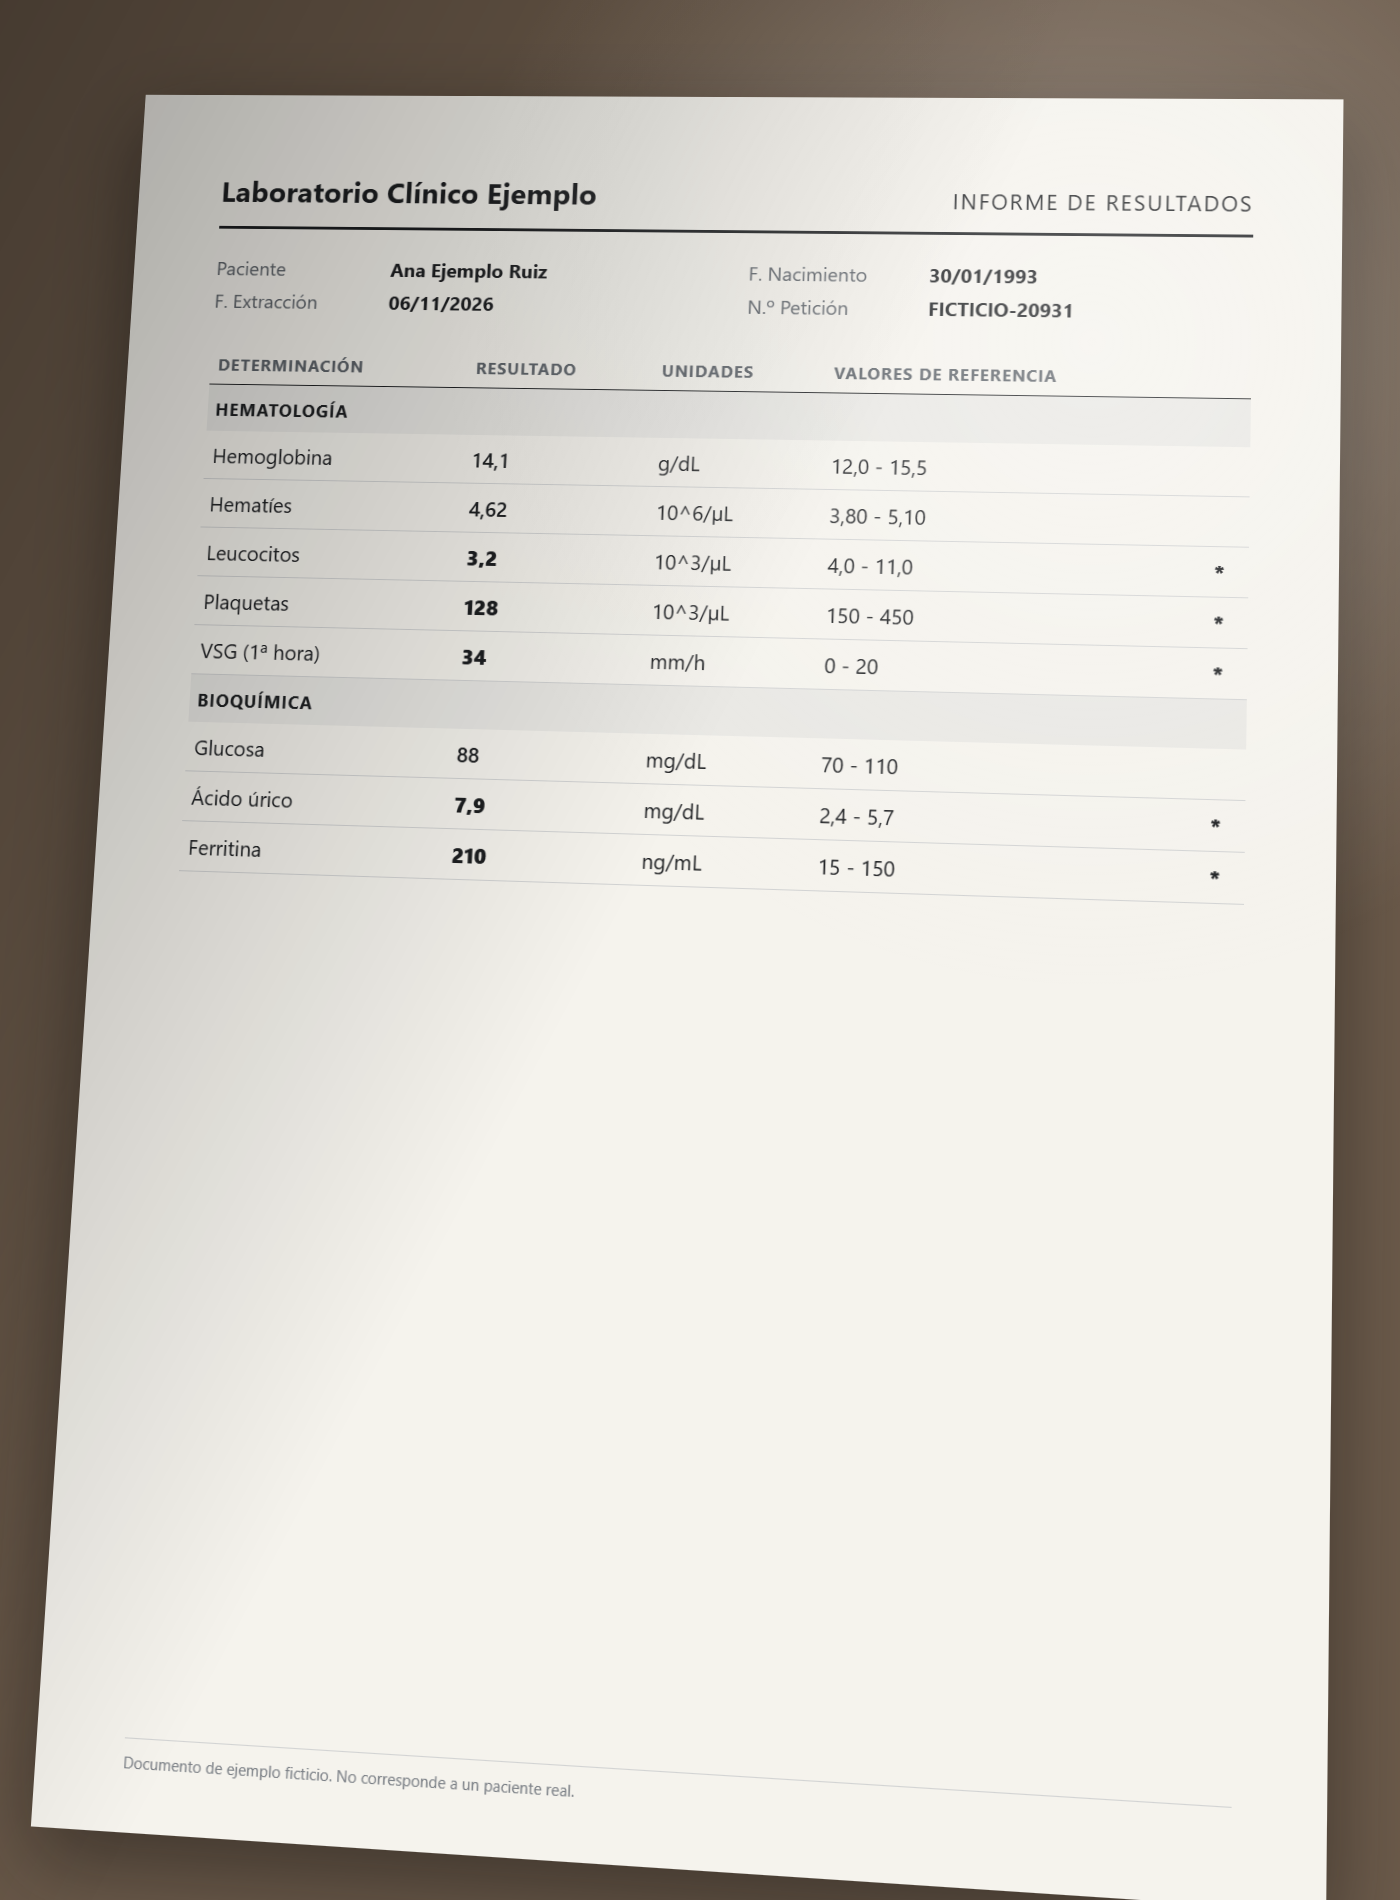 Laboratorio Clínico Ejemplo INFORME DE RESULTADOS
Paciente Ana Ejemplo Ruiz F. Nacimiento 30/01/1993
F. Extracción 06/11/2026 N.º Petición FICTICIO-20931
DETERMINACIÓN RESULTADO UNIDADES VALORES DE REFERENCIA
HEMATOLOGÍA
Hemoglobina 14,1 g/dL 12,0 - 15,5
Hematíes 4,62 10^6/µL 3,80 - 5,10
Leucocitos 3,2 10^3/µL 4,0 - 11,0 *
Plaquetas 128 10^3/µL 150 - 450 *
VSG (1ª hora) 34 mm/h 0 - 20 *
BIOQUÍMICA
Glucosa 88 mg/dL 70 - 110
Ácido úrico 7,9 mg/dL 2,4 - 5,7 *
Ferritina 210 ng/mL 15 - 150 *
Documento de ejemplo ficticio. No corresponde a un paciente real.